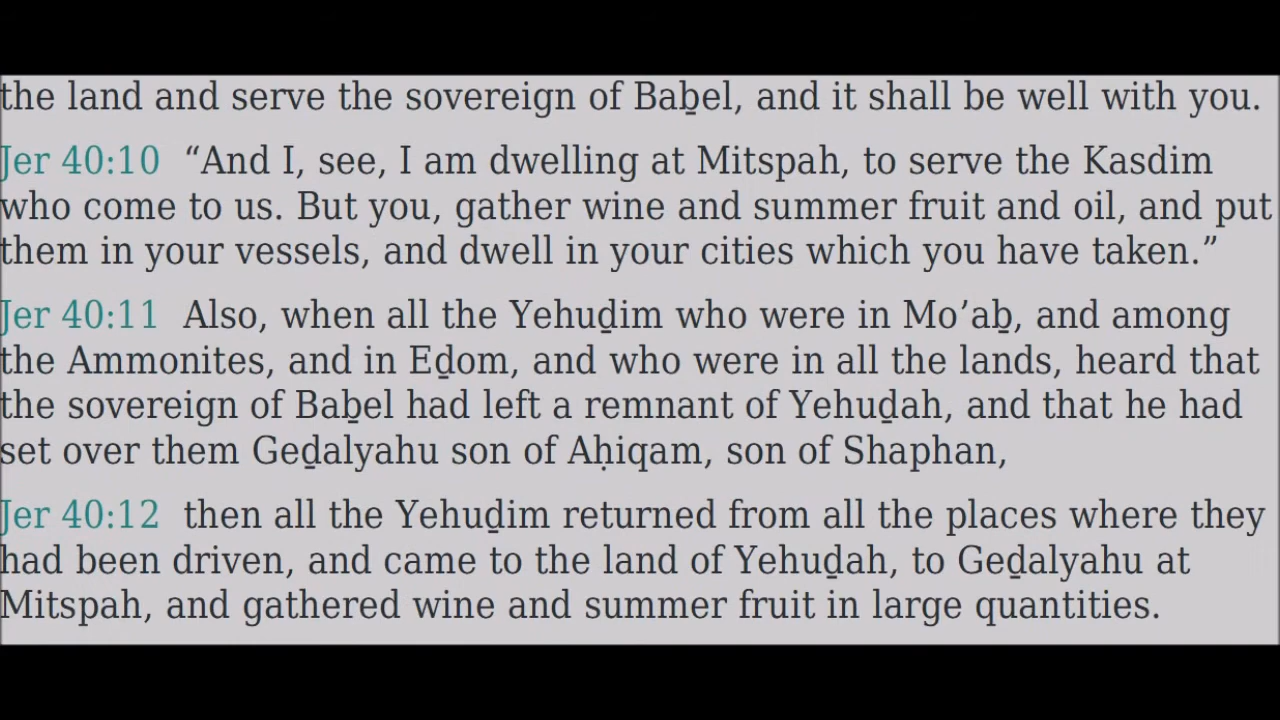 the land and serve the sovereign of Baḇel, and it shall be well with you.
Jer 40:10 “And I, see, I am dwelling at Mitspah, to serve the Kasdim
who come to us. But you, gather wine and summer fruit and oil, and put
them in your vessels, and dwell in your cities which you have taken.”
Jer 40:11 Also, when all the Yehuḏim who were in Mo’aḇ, and among
the Ammonites, and in Eḏom, and who were in all the lands, heard that
the sovereign of Baḇel had left a remnant of Yehuḏah, and that he had
set over them Geḏalyahu son of Aḥiqam, son of Shaphan,
Jer 40:12 then all the Yehuḏim returned from all the places where they
had been driven, and came to the land of Yehuḏah, to Geḏalyahu at
Mitspah, and gathered wine and summer fruit in large quantities.